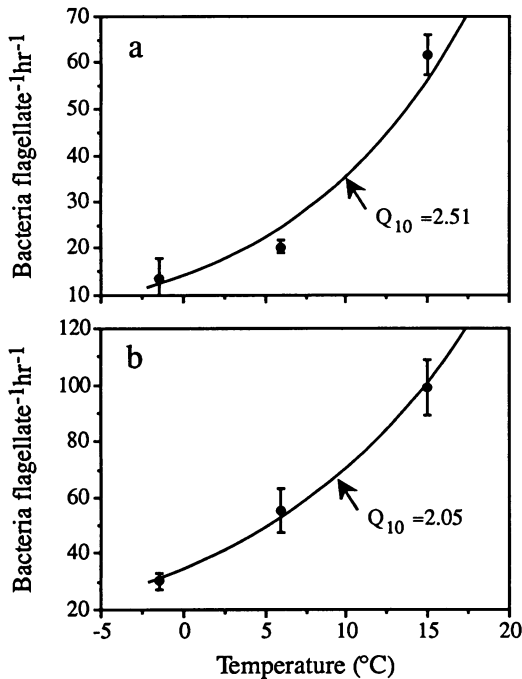 a
Bacteria flagellate⁻¹hr⁻¹
70
60
50
40
30
20
10
Q₁₀ =2.51
b
Bacteria flagellate⁻¹hr⁻¹
120
100
80
60
40
20
Q₁₀ =2.05
-5 0 5 10 15 20
Temperature (°C)